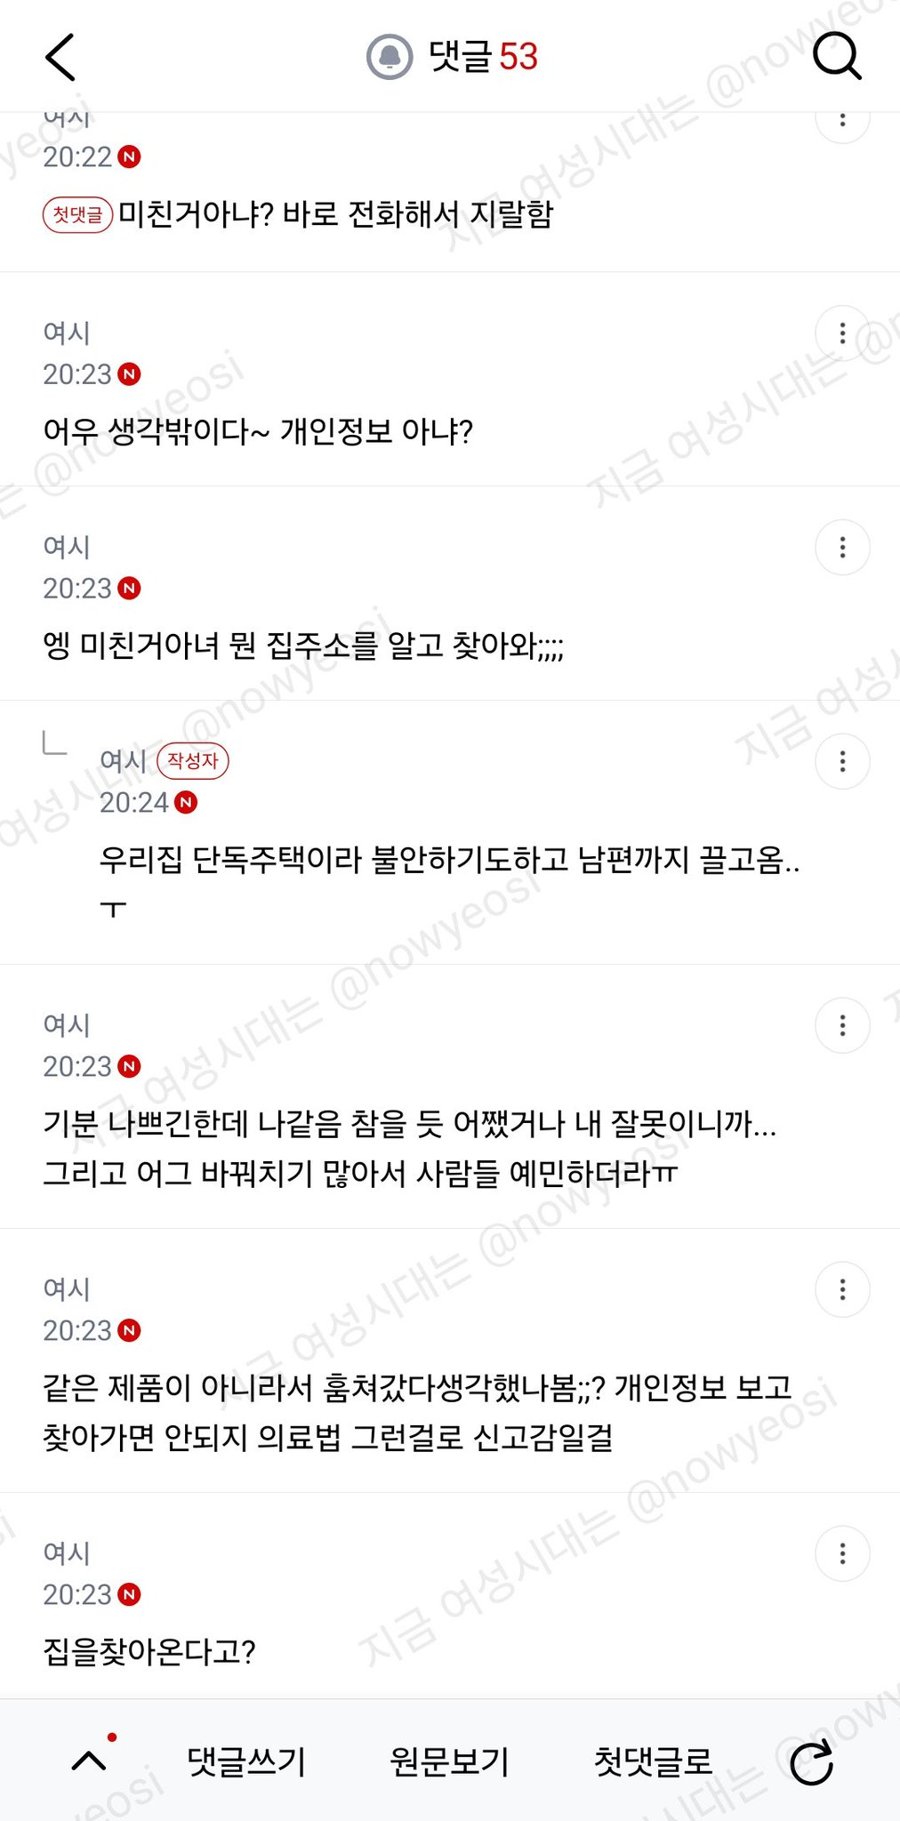 댓글 53
여시
20:22 N
첫댓글 미친거아냐? 바로 전화해서 지랄함
여시
20:23 N
어우 생각밖이다~ 개인정보 아냐?
여시
20:23 N
엥 미친거아녀 뭔 집주소를 알고 찾아와;;;;
여시 작성자
20:24 N
우리집 단독주택이라 불안하기도하고 남편까지 끌고옴..
ㅜ
여시
20:23 N
기분 나쁘긴한데 나같음 참을 듯 어쨌거나 내 잘못이니까...
그리고 어그 바꿔치기 많아서 사람들 예민하더라ㅠ
여시
20:23 N
같은 제품이 아니라서 훔쳐갔다생각했나봄;;? 개인정보 보고
찾아가면 안되지 의료법 그런걸로 신고감일걸
여시
20:23 N
집을찾아온다고?
댓글쓰기 원문보기 첫댓글로
지금 여성시대는 @nowyeosi